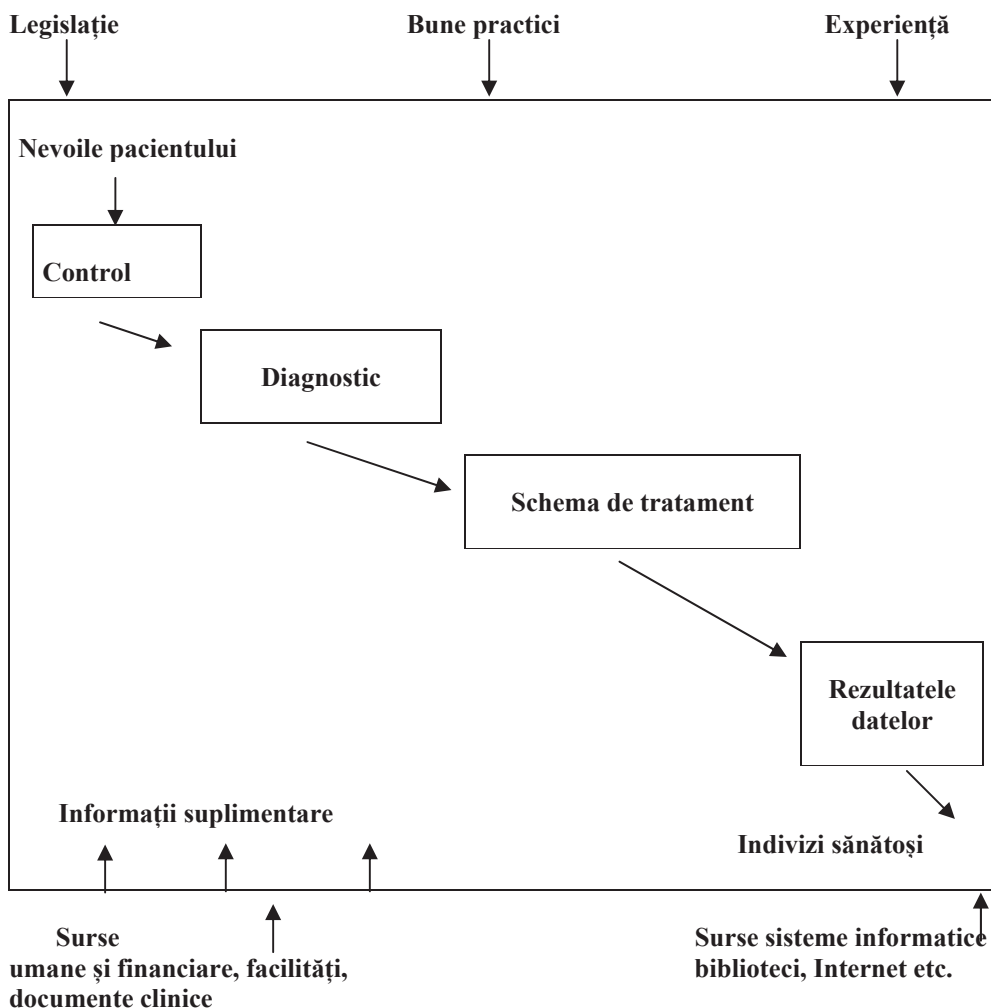 Legislație
Bune practici
Experiență
Nevoile pacientului
Control
Diagnostic
Schema de tratament
Rezultatele
datelor
Informații suplimentare
Indivizi sănătoși
Surse
umane și financiare, facilități,
documente clinice
Surse sisteme informatice
biblioteci, Internet etc.